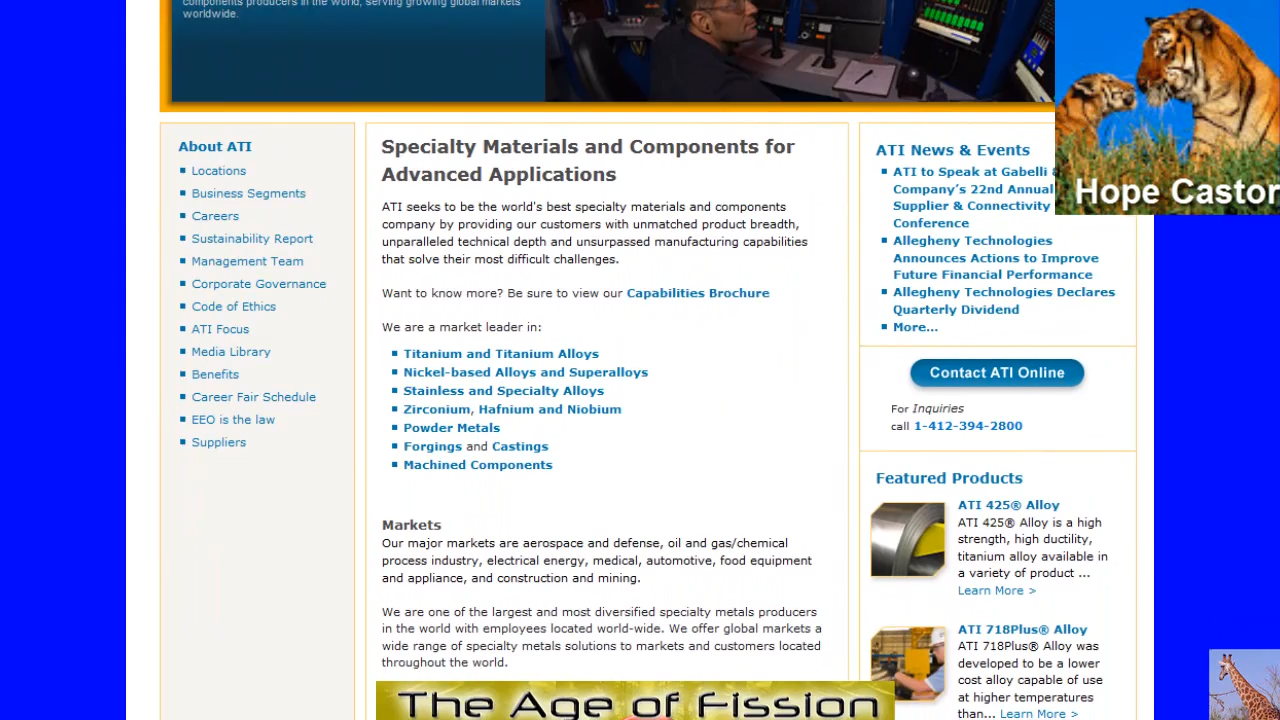 components producers in the world, serving growing global markets
worldwide.
About ATI
Locations
Business Segments
Careers
Sustainability Report
Management Team
Corporate Governance
Code of Ethics
ATI Focus
Media Library
Benefits
Career Fair Schedule
EEO is the law
Suppliers
Specialty Materials and Components for
Advanced Applications
ATI seeks to be the world's best specialty materials and components
company by providing our customers with unmatched product breadth,
unparalleled technical depth and unsurpassed manufacturing capabilities
that solve their most difficult challenges.
Want to know more? Be sure to view our Capabilities Brochure
We are a market leader in:
Titanium and Titanium Alloys
Nickel-based Alloys and Superalloys
Stainless and Specialty Alloys
Zirconium, Hafnium and Niobium
Powder Metals
Forgings and Castings
Machined Components
Markets
Our major markets are aerospace and defense, oil and gas/chemical
process industry, electrical energy, medical, automotive, food equipment
and appliance, and construction and mining.
We are one of the largest and most diversified specialty metals producers
in the world with employees located world-wide. We offer global markets a
wide range of specialty metals solutions to markets and customers located
throughout the world.
The Age of Fission
Hope Castor
ATI News & Events
ATI to Speak at Gabelli &
Company's 22nd Annual
Supplier & Connectivity
Conference
Allegheny Technologies
Announces Actions to Improve
Future Financial Performance
Allegheny Technologies Declares
Quarterly Dividend
More...
Contact ATI Online
For Inquiries
call 1-412-394-2800
Featured Products
ATI 425® Alloy
ATI 425® Alloy is a high
strength, high ductility,
titanium alloy available in
a variety of product ...
Learn More >
ATI 718Plus® Alloy
ATI 718Plus® Alloy was
developed to be a lower
cost alloy capable of use
at higher temperatures
than... Learn More >